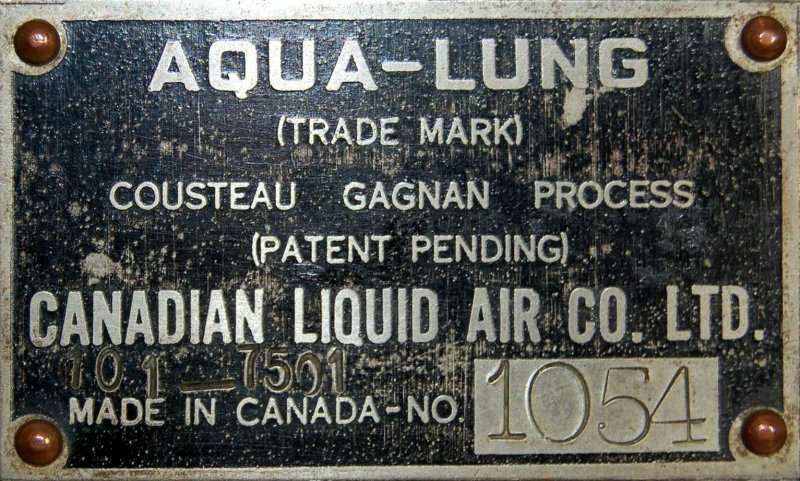 AQUA-LUNG
(TRADE MARK)
COUSTEAU GAGNAN PROCESS
(PATENT PENDING)
CANADIAN LIQUID AIR CO. LTD.
101-7501
MADE IN CANADA-NO. 1054